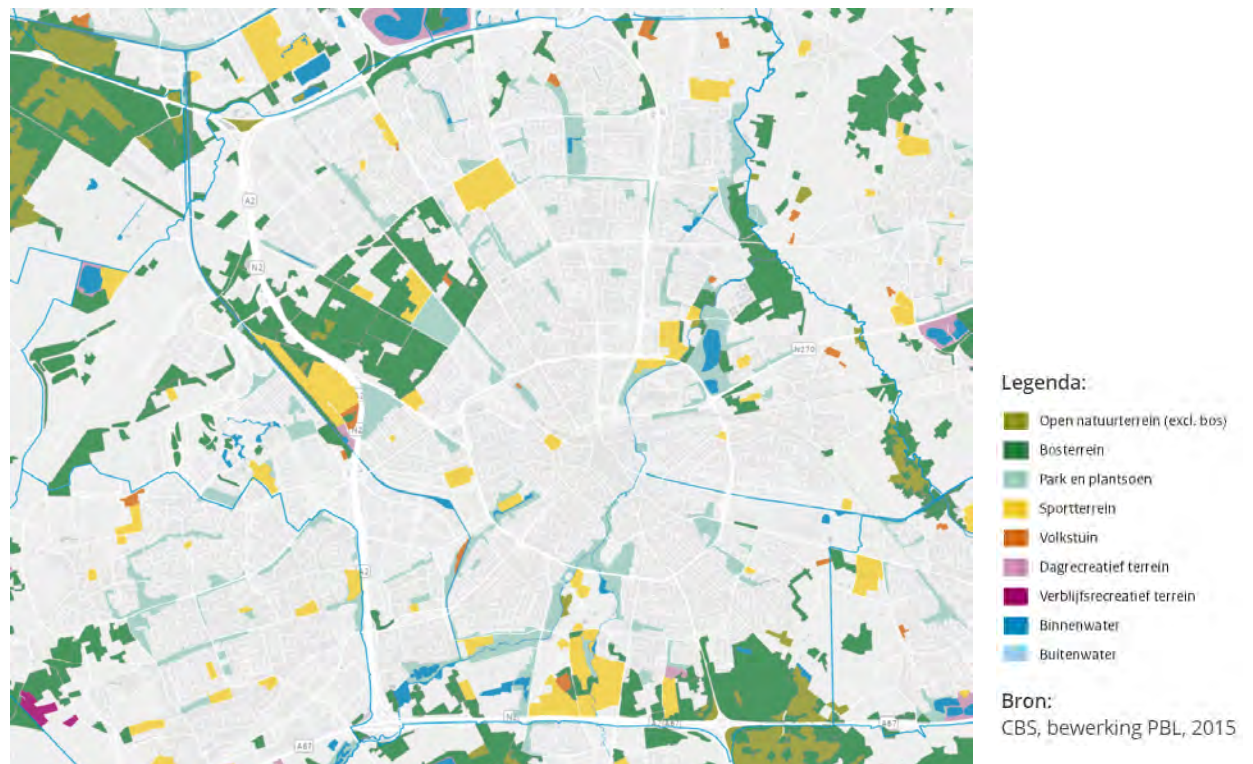 A2
N2
N270
N2
A2
N2
A67
A67
Legenda:
Open natuurterrein (excl. bos)
Bosterrein
Park en plantsoen
Sportterrein
Volkstuin
Dagrecreatief terrein
Verblijfsrecreatief terrein
Binnenwater
Buitenwater
Bron:
CBS, bewerking PBL, 2015